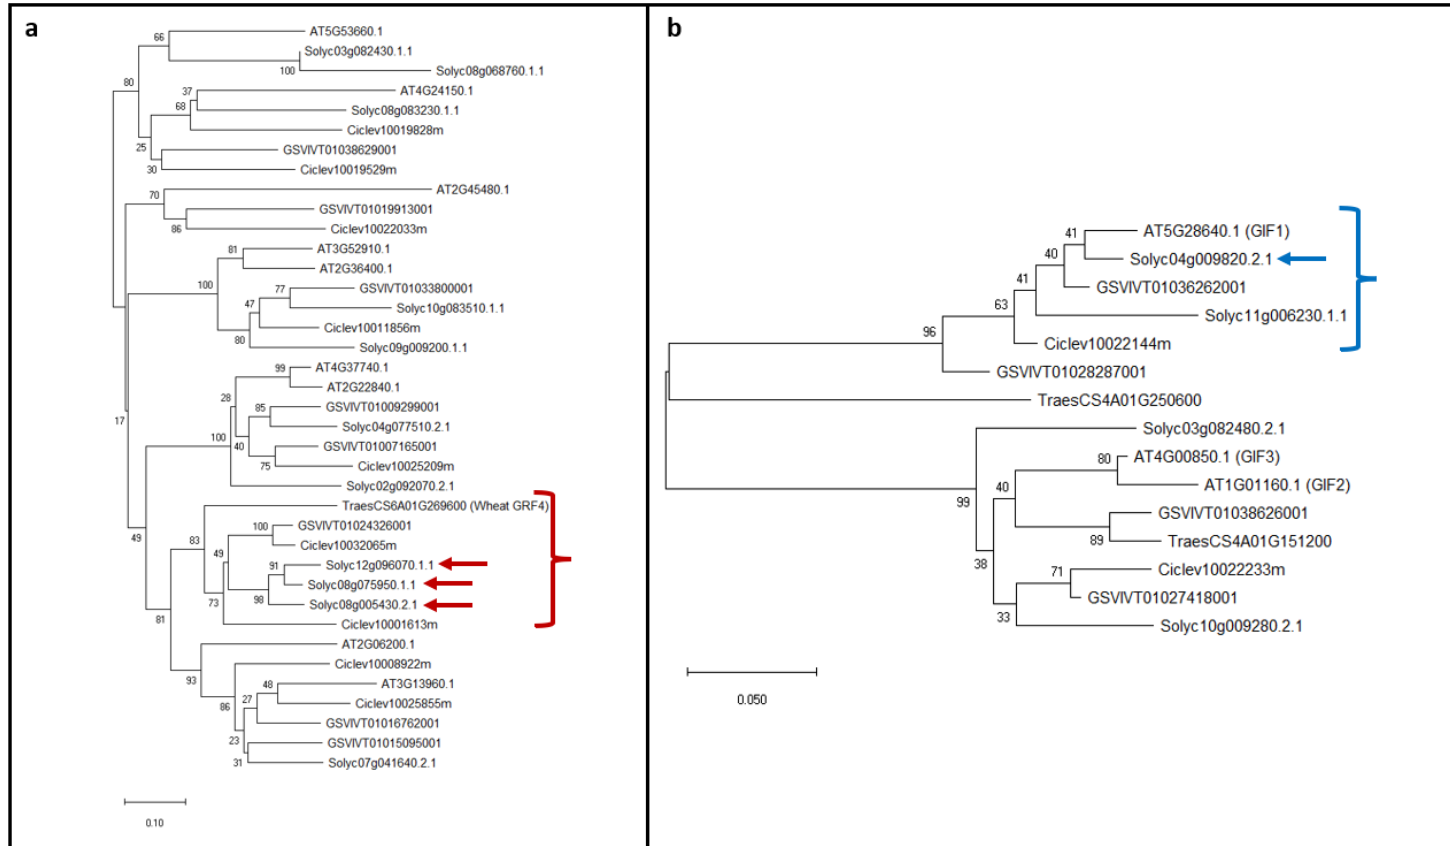 a
AT5G53660.1
66
Solyc03g082430.1.1
100
Solyc08g068760.1.1
80
AT4G24150.1
37
68
Solyc08g083230.1.1
Ciclev10019828m
25
GSVIVT01038629001
30
Ciclev10019529m
AT2G45480.1
70
GSVIVT01019913001
86
Ciclev10022033m
AT3G52910.1
81
AT2G36400.1
100
GSVIVT01033800001
77
47
Solyc10g083510.1.1
Ciclev10011856m
80
Solyc09g009200.1.1
AT4G37740.1
99
AT2G22840.1
28
GSVIVT01009299001
85
Solyc04g077510.2.1
17
100
40
GSVIVT01007165001
75
Ciclev10025209m
Solyc02g092070.2.1
TraesCS6A01G269600 (Wheat GRF4)
49
83
GSVIVT01024326001
100
49
Ciclev10032065m
Solyc12g096070.1.1
91
Solyc08g075950.1.1
98
73
Solyc08g005430.2.1
81
Ciclev10001613m
AT2G06200.1
93
Ciclev10008922m
48
AT3G13960.1
86
27
Ciclev10025855m
GSVIVT01016762001
23
GSVIVT01015095001
31
Solyc07g041640.2.1
0.10
b
41
AT5G28640.1 (GIF1)
40
Solyc04g009820.2.1
41
GSVIVT01036262001
63
Solyc11g006230.1.1
96
Ciclev10022144m
GSVIVT01028287001
TraesCS4A01G250600
Solyc03g082480.2.1
80
AT4G00850.1 (GIF3)
40
AT1G01160.1 (GIF2)
99
GSVIVT01038626001
89
TraesCS4A01G151200
38
71
Ciclev10022233m
GSVIVT01027418001
33
Solyc10g009280.2.1
0.050